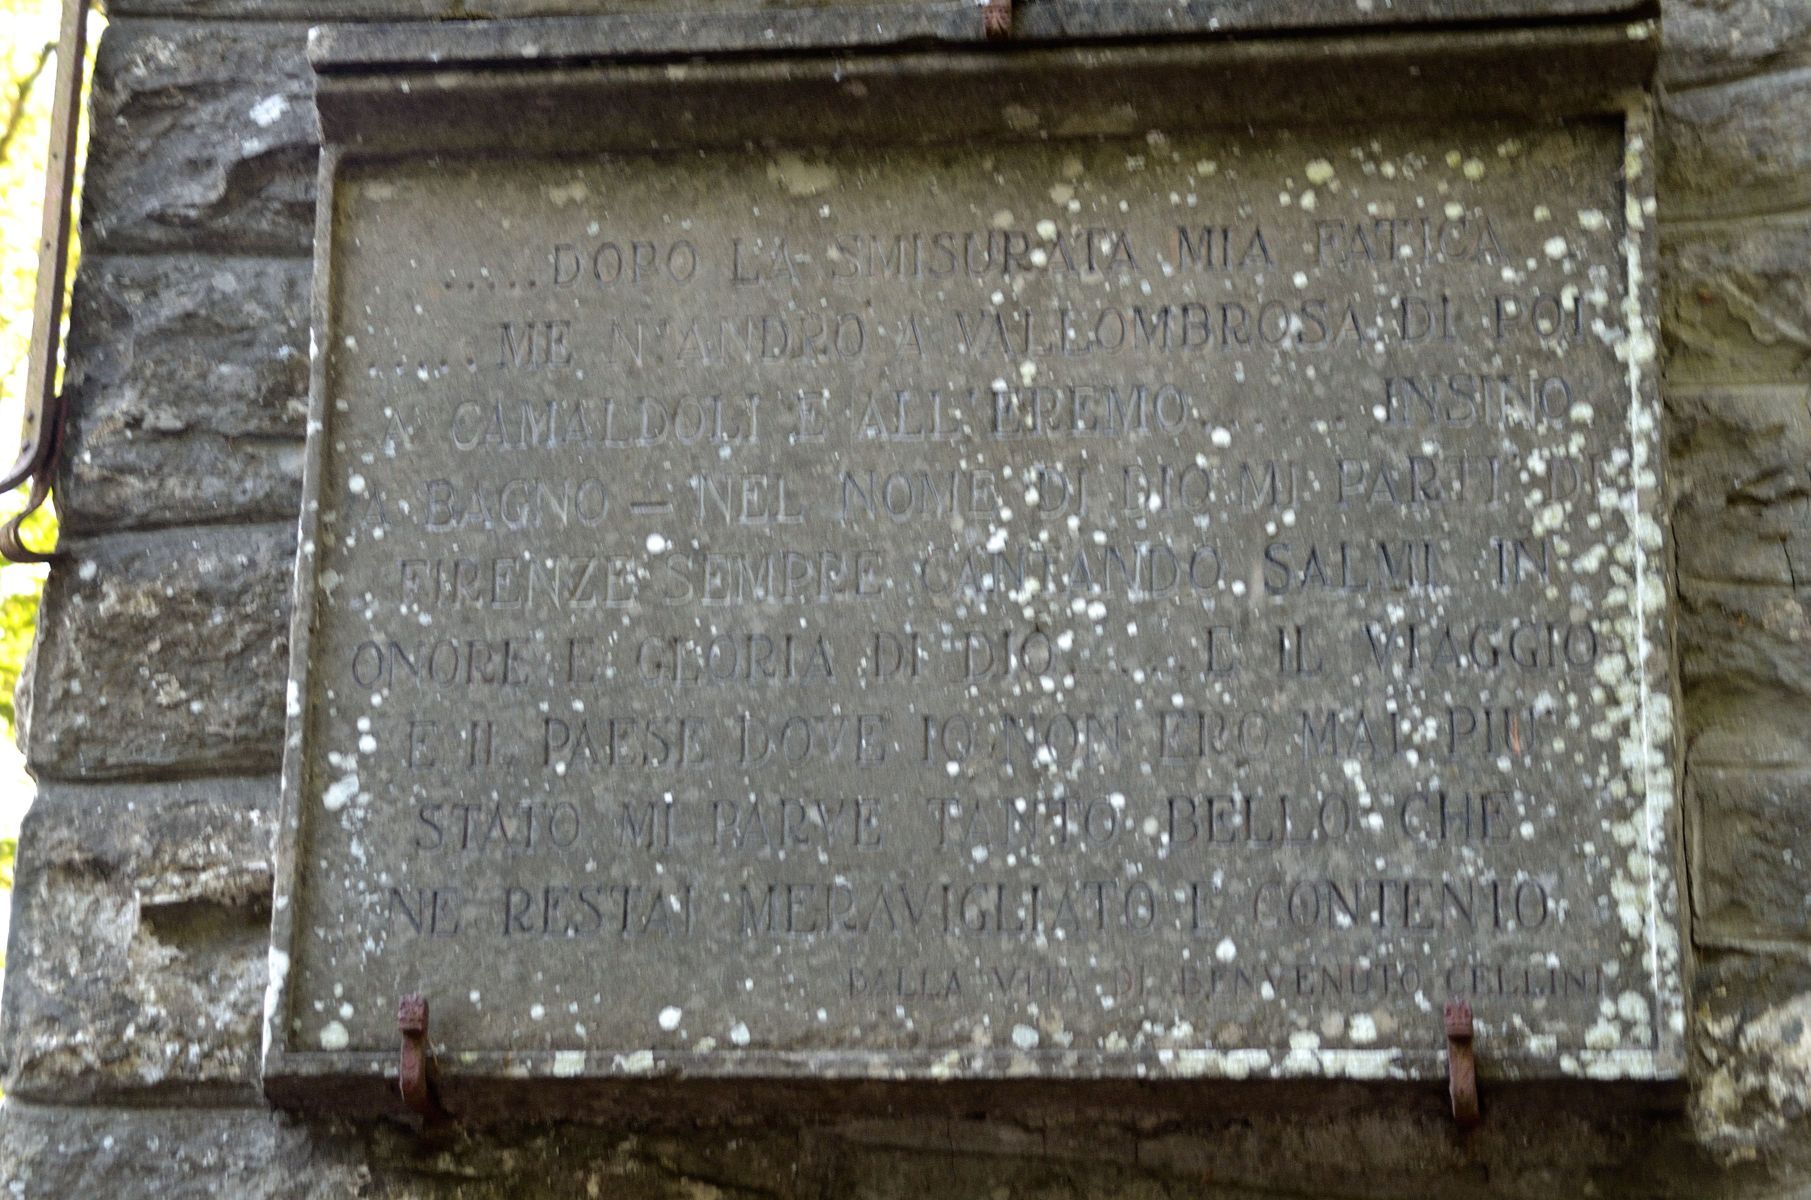 ......DOPO LA SMISURATA MIA FATICA
...... ME N'ANDRO A VALLOMBROSA DI POI
A CAMALDOLI E ALL'EREMO....... INSINO
A BAGNO — NEL NOME DI DIO MI PARTI DI
FIRENZE SEMPRE CANTANDO SALMI IN
ONORE E GLORIA DI DIO...... E IL VIAGGIO
E IL PAESE DOVE IO NON ERO MAI PIU
STATO MI PARVE TANTO BELLO CHE
NE RESTAI MERAVIGLIATO E CONTENTO
DALLA VITA DI BENVENUTO CELLINI